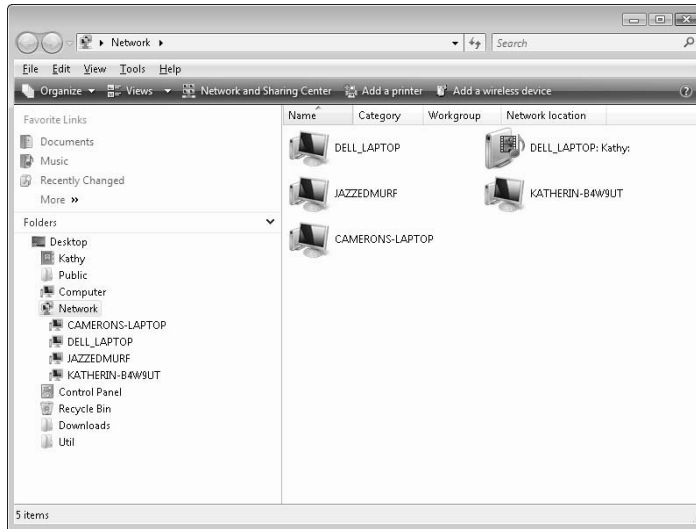 Network
Search
File Edit View Tools Help
Organize Views Network and Sharing Center Add a printer Add a wireless device
Favorite Links
Documents
Music
Recently Changed
More »
Folders
Desktop
Kathy
Public
Computer
Network
CAMERONS-LAPTOP
DELL_LAPTOP
JAZZEDMURF
KATHERIN-B4W9UT
Control Panel
Recycle Bin
Downloads
Util
Name Category Workgroup Network location
DELL_LAPTOP DELL_LAPTOP: Kathy:
JAZZEDMURF KATHERIN-B4W9UT
CAMERONS-LAPTOP
5 items